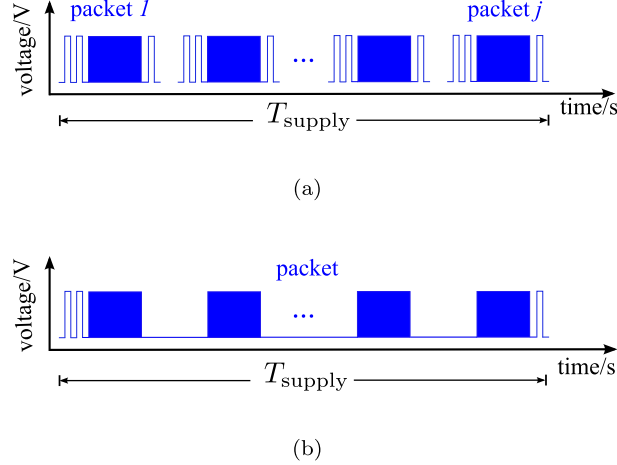 packet 1
packet j
voltage/V
...
T_supply
time/s
(a)
voltage/V
packet
...
T_supply
time/s
(b)